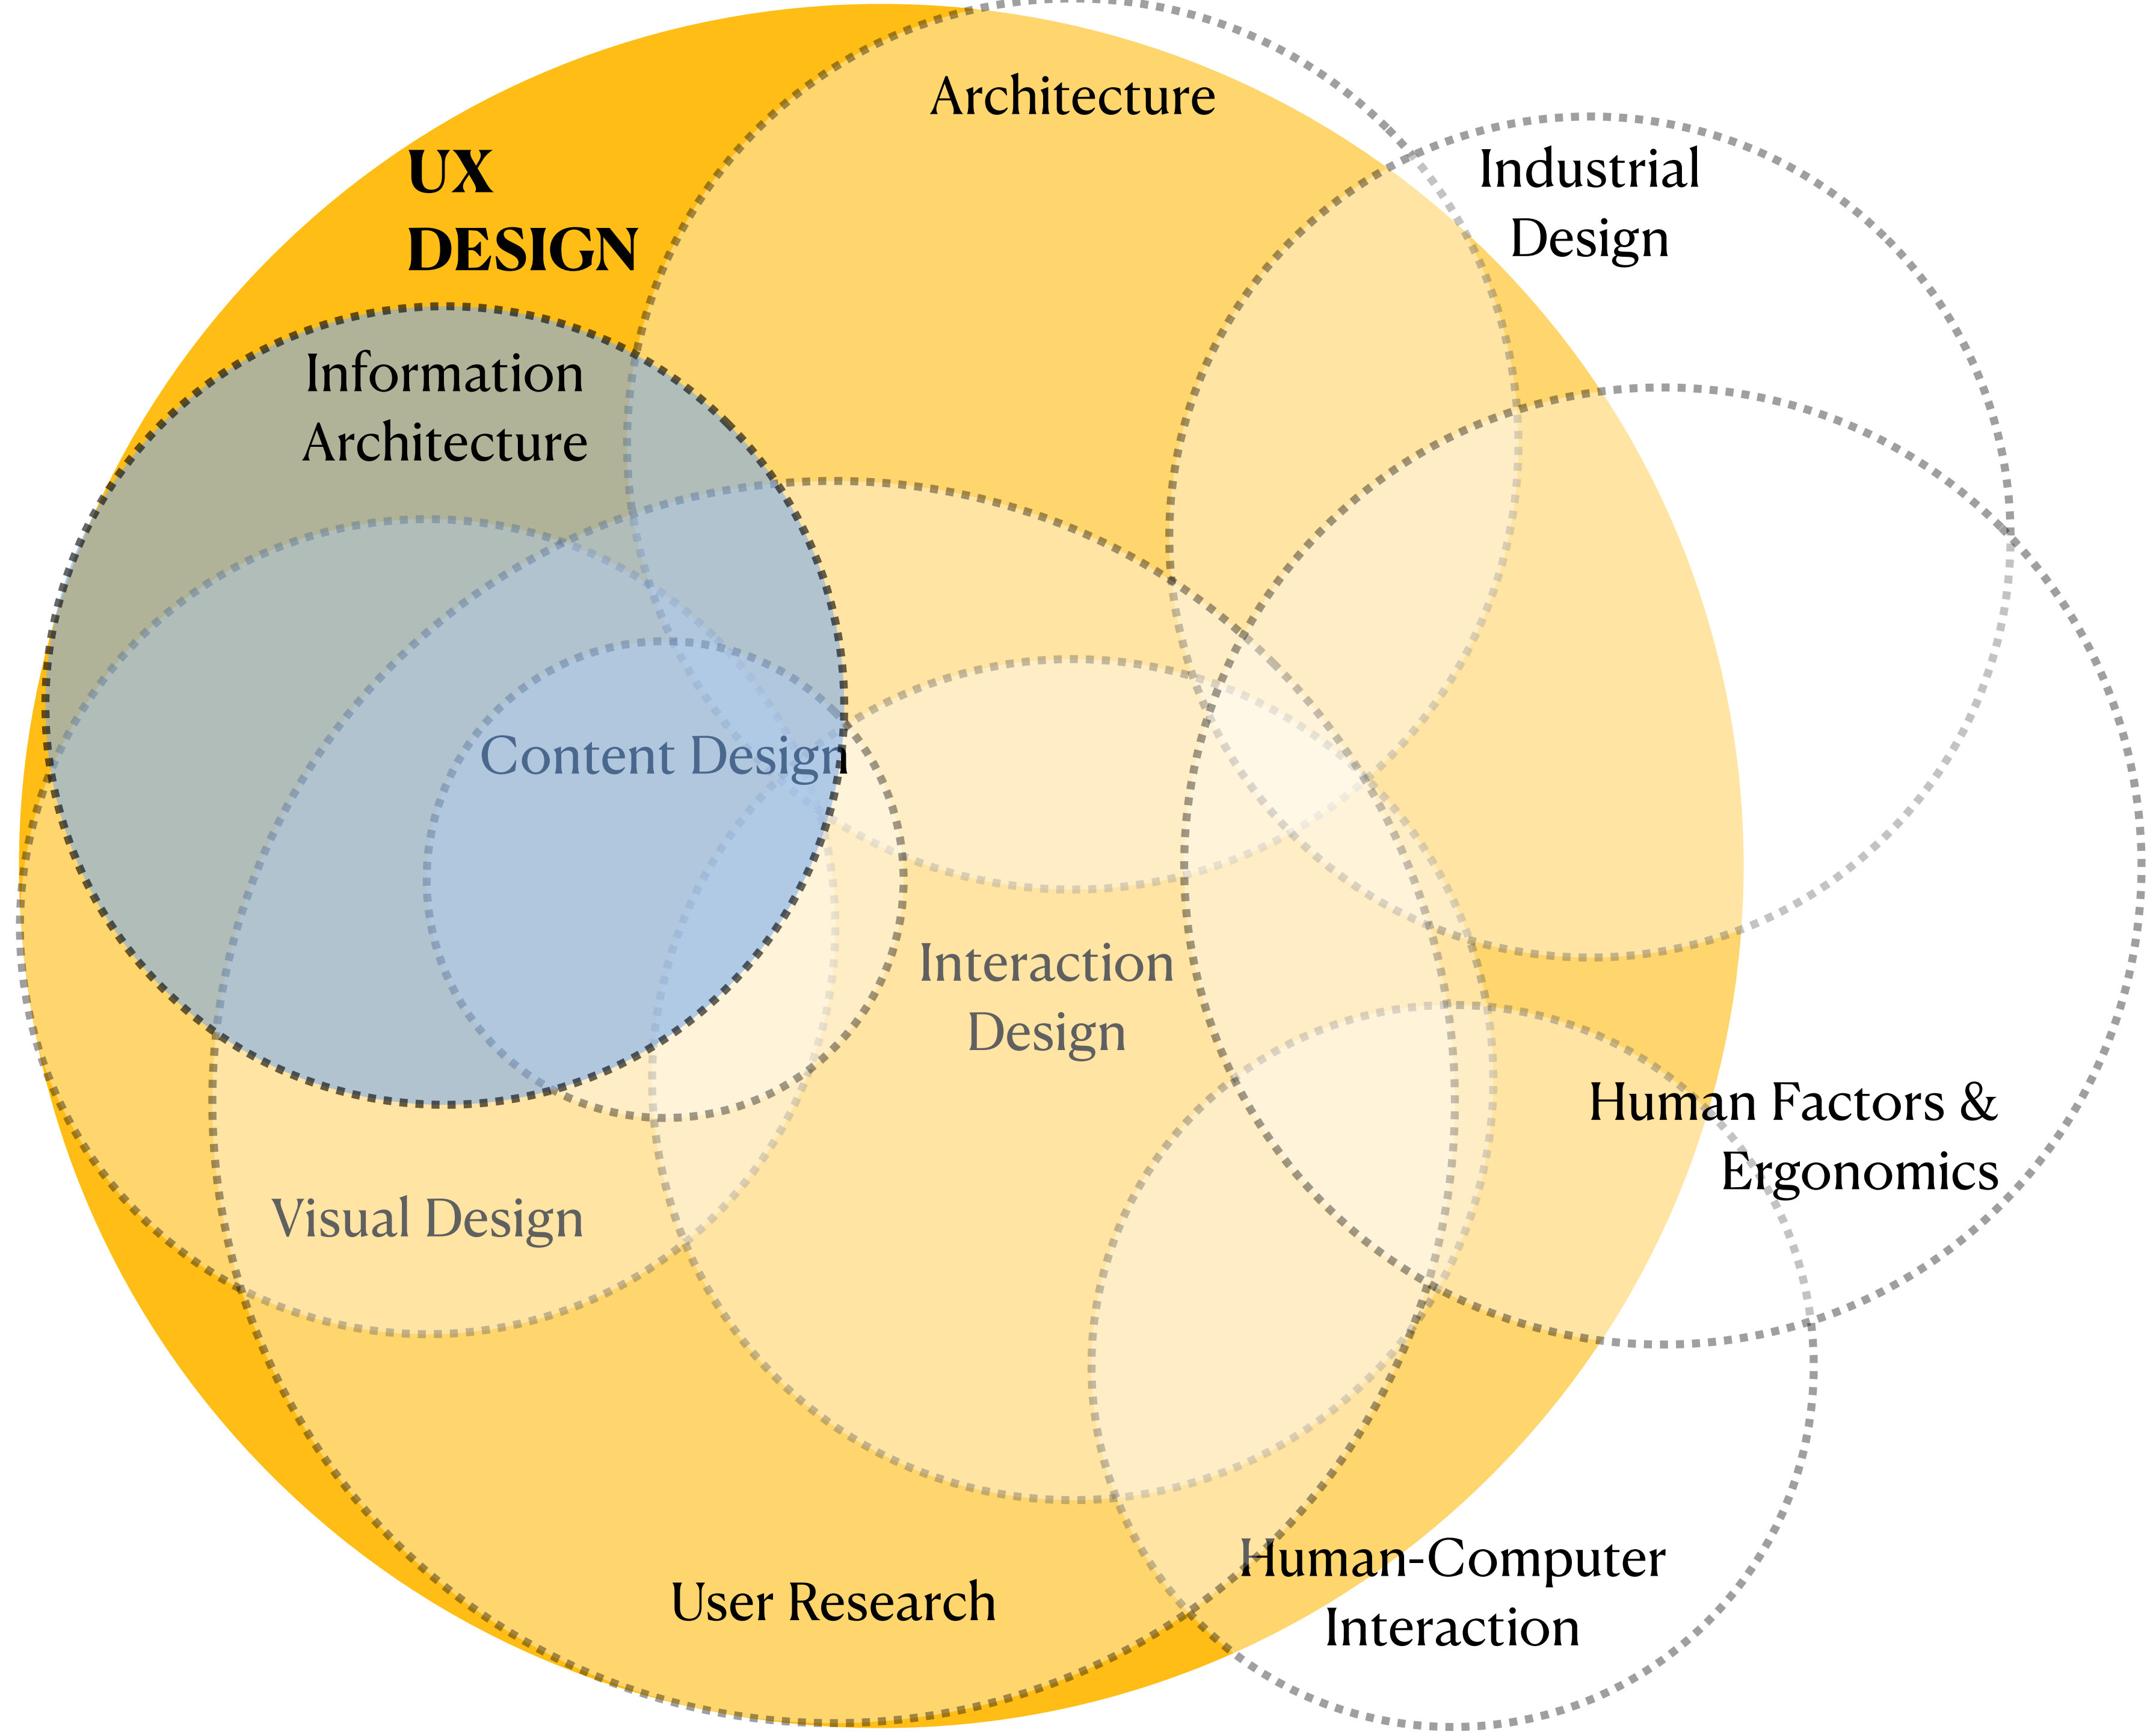 Architecture
Industrial
Design
UX
DESIGN
Information
Architecture
Content Design
Interaction
Design
Human Factors &
Ergonomics
Visual Design
Human-Computer
Interaction
User Research